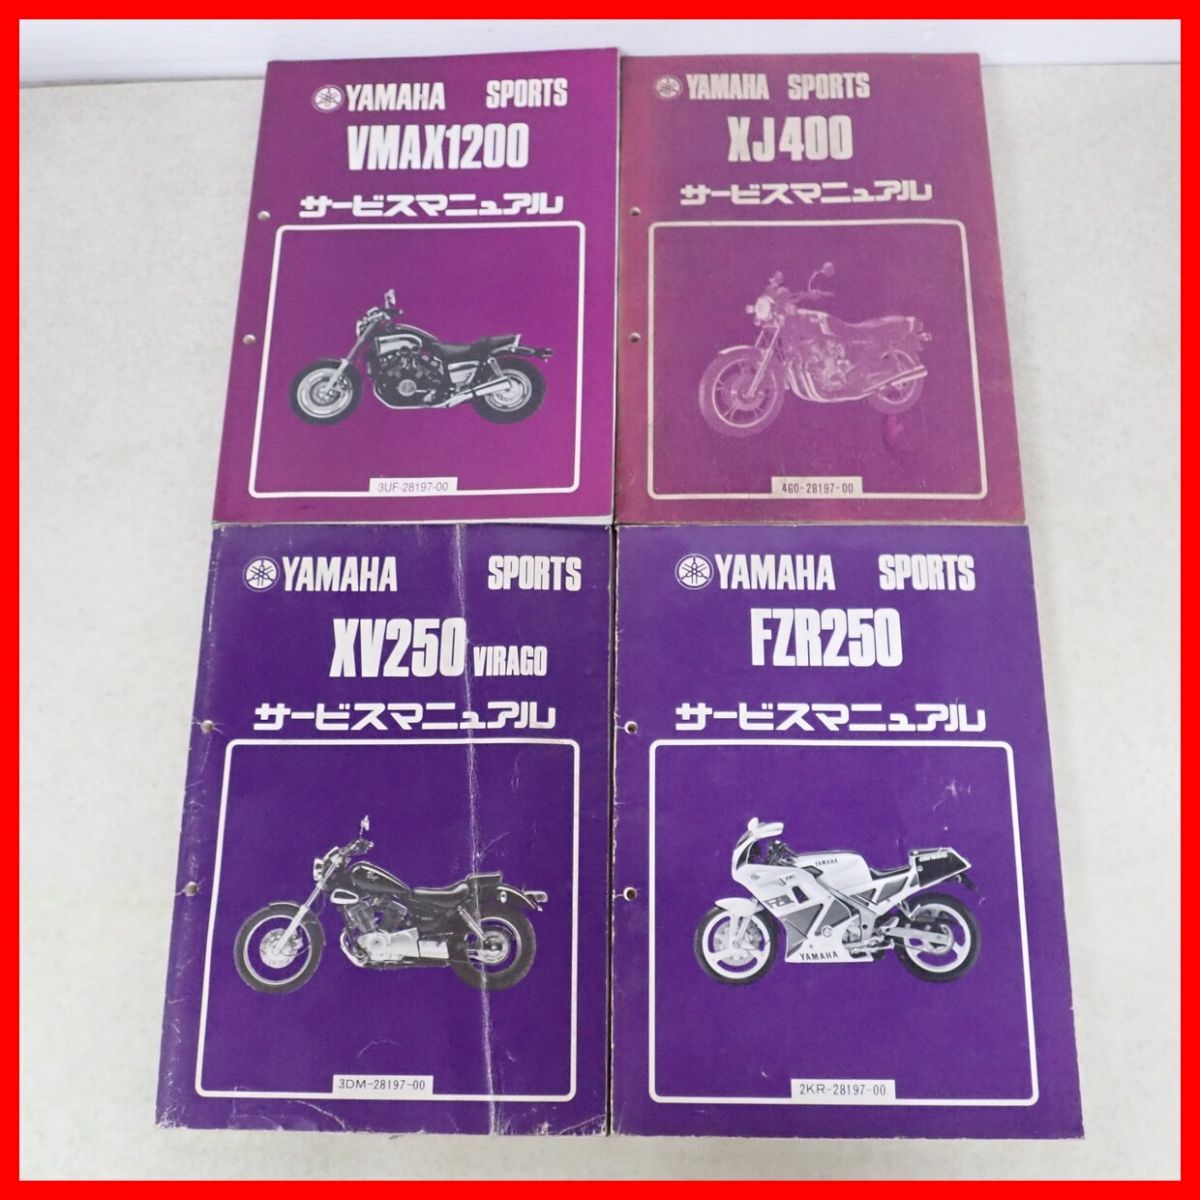 YAMAHA SPORTS
VMAX1200
サービスマニュアル
3UF-28197-00
YAMAHA SPORTS
XJ400
サービスマニュアル
4G0-28197-00
YAMAHA SPORTS
XV250 VIRAGO
サービスマニュアル
3DM-28197-00
YAMAHA SPORTS
FZR250
サービスマニュアル
YAMAHA
FZR
YAMAHA
2KR-28197-00